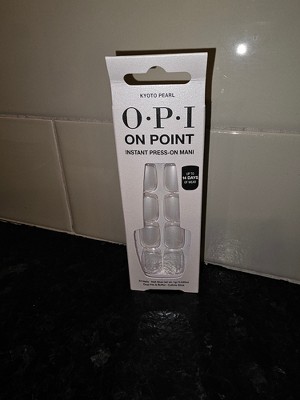 KYOTO PEARL
O·P·I
ON POINT
INSTANT PRESS-ON MANI
UP TO
14 DAYS
OF WEAR